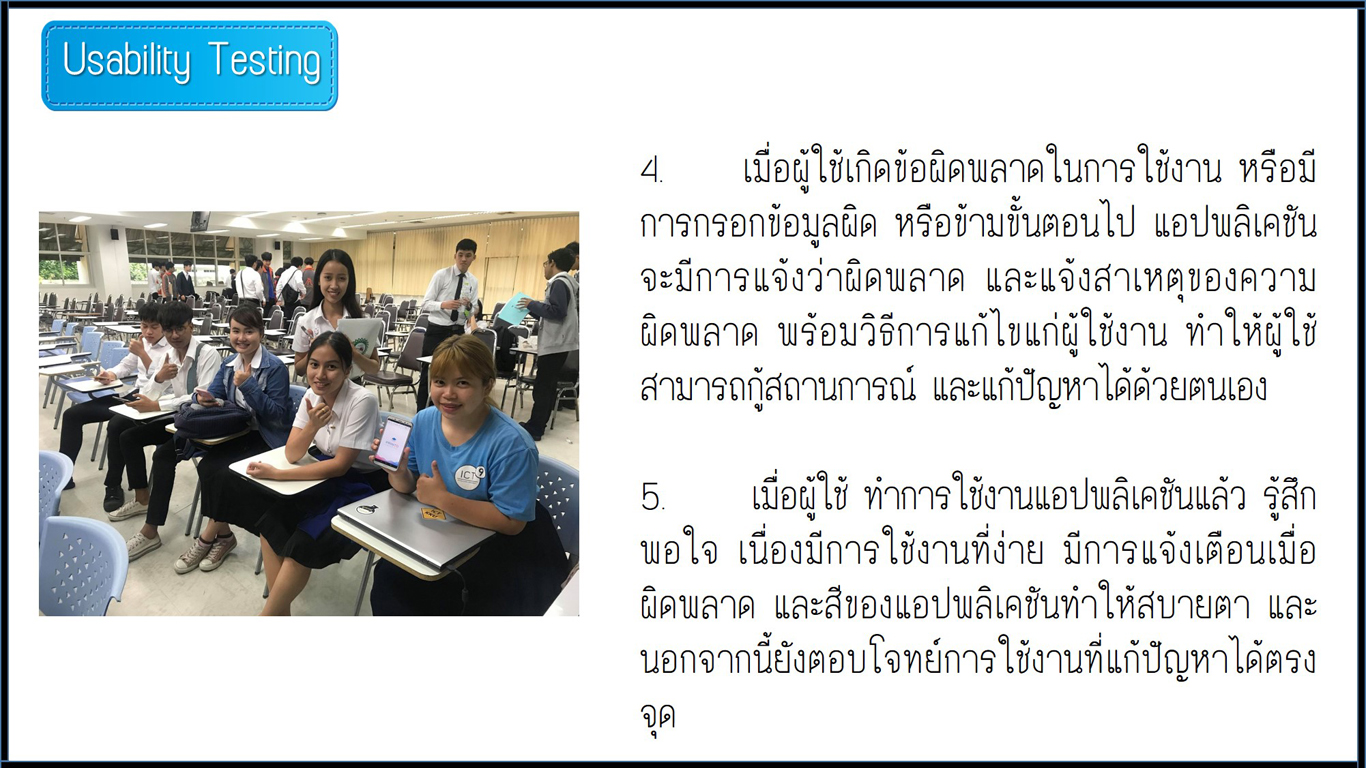 Usability Testing
4. เมื่อผู้ใช้เกิดข้อผิดพลาดในการใช้งาน หรือมี
การกรอกข้อมูลผิด หรือข้ามขั้นตอนไป แอปพลิเคชัน
จะมีการแจ้งว่าผิดพลาด และแจ้งสาเหตุของความ
ผิดพลาด พร้อมวิธีการแก้ไขแก่ผู้ใช้งาน ทำให้ผู้ใช้
สามารถกู้สถานการณ์ และแก้ปัญหาได้ด้วยตนเอง
5. เมื่อผู้ใช้ ทำการใช้งานแอปพลิเคชันแล้ว รู้สึก
พอใจ เนื่องมีการใช้งานที่ง่าย มีการแจ้งเตือนเมื่อ
ผิดพลาด และสีของแอปพลิเคชันทำให้สบายตา และ
นอกจากนี้ยังตอบโจทย์การใช้งานที่แก้ปัญหาได้ตรง
จุด
ICT
9